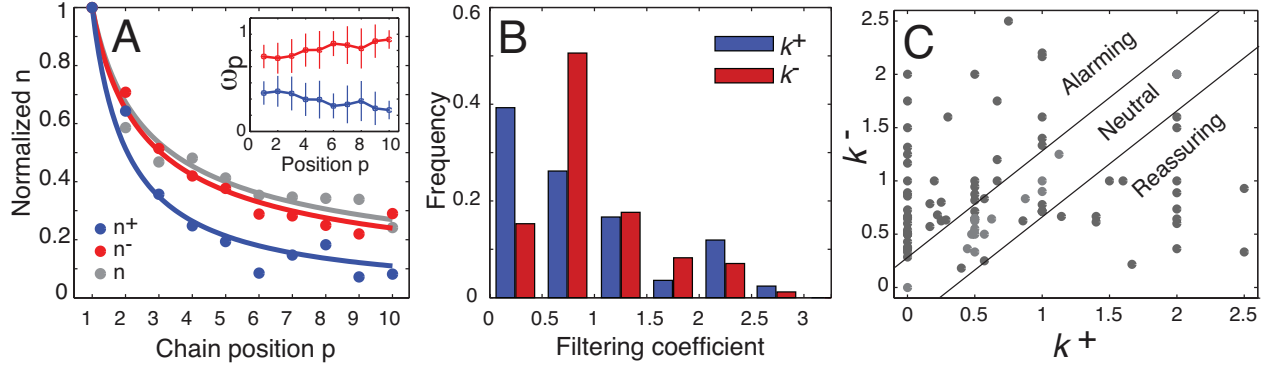 A
Normalized n
1
0.8
0.6
0.4
0.2
0
1 2 3 4 5 6 7 8 9 10
Chain position p
n+
n-
n
ωp
1
0
0 2 4 6 8 10
Position p
B
Frequency
0.6
0.4
0.2
0
0 0.5 1 1.5 2 2.5 3
Filtering coefficient
k+
k-
C
k-
2.5
2
1.5
1
0.5
0
0 0.5 1 1.5 2 2.5
k+
Alarming
Neutral
Reassuring